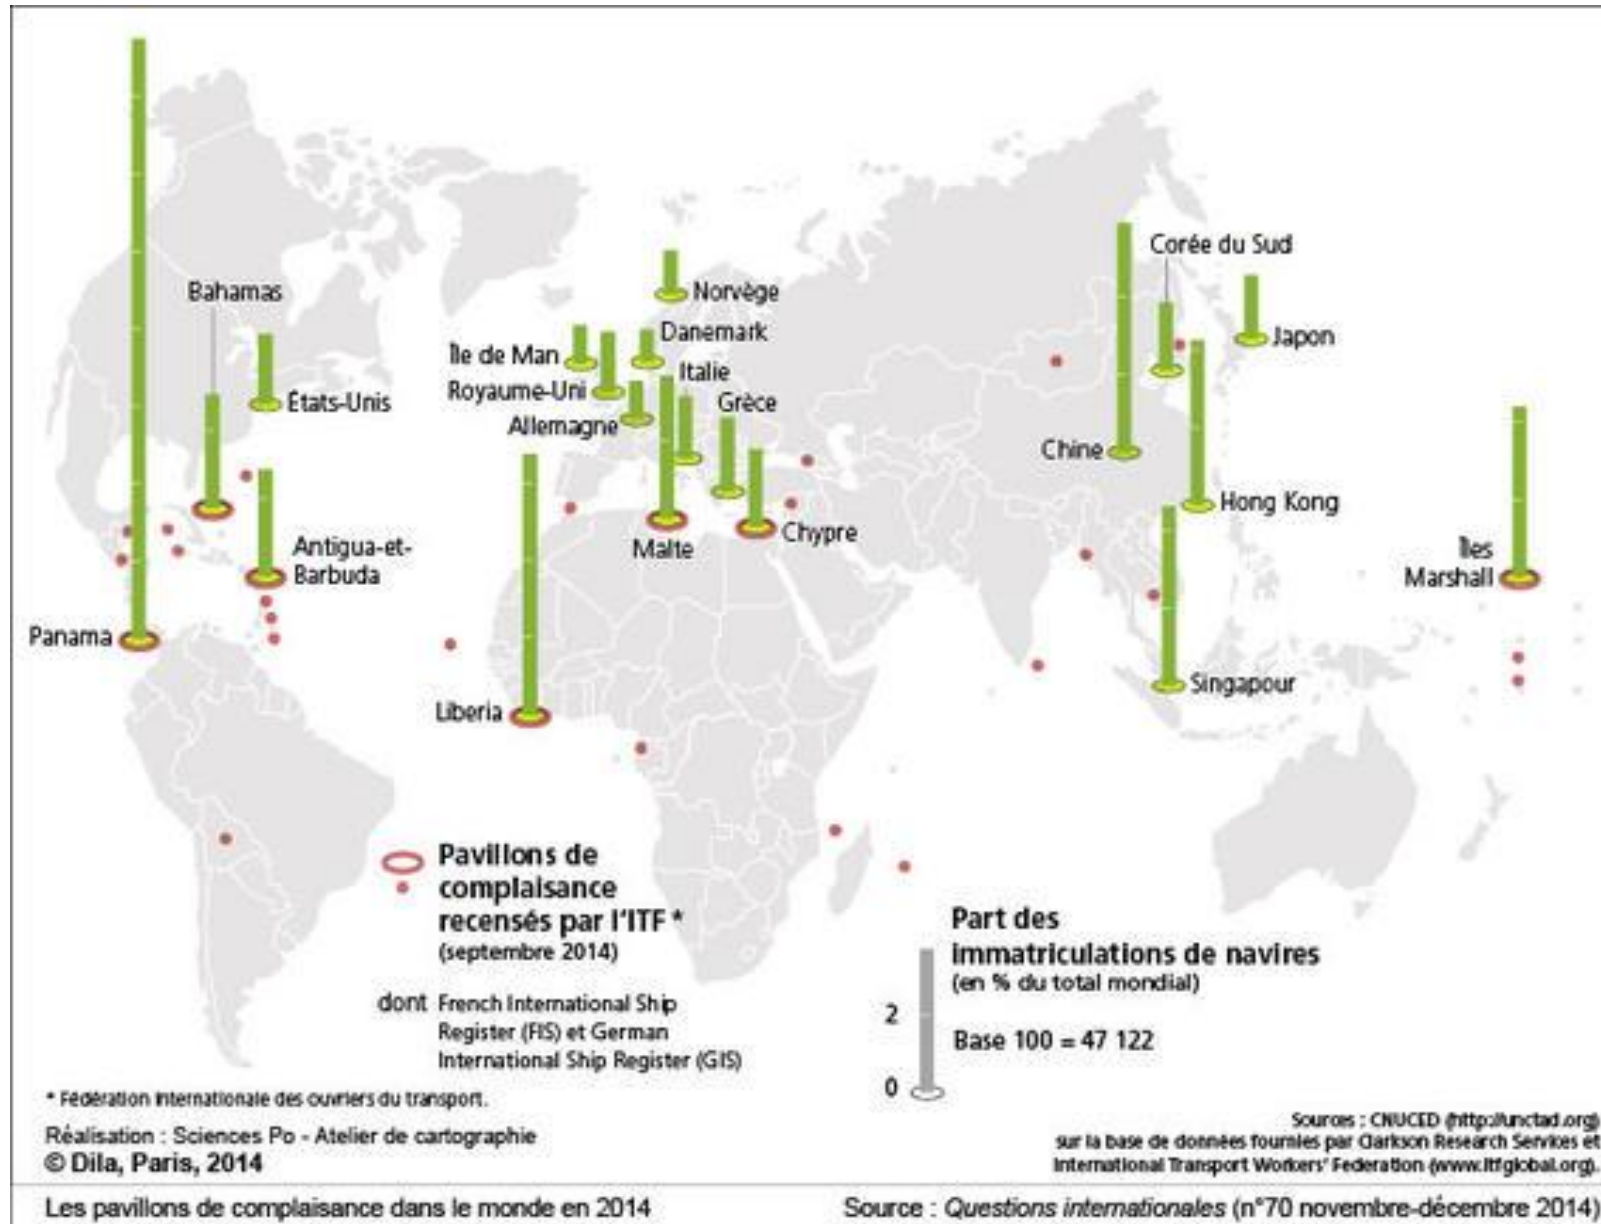 Corée du Sud
Bahamas
Norvège
Danemark
Île de Man
Italie
Japon
Royaume-Uni
Grèce
États-Unis
Allemagne
Chine
Hong Kong
Chypre
Malte
Antigua-et-
Barbuda
Îles
Marshall
Panama
Singapour
Liberia
Pavillons de
complaisance
recensés par l'ITF *
(septembre 2014)
dont French International Ship
Register (FIS) et German
International Ship Register (GIS)
Part des
immatriculations de navires
(en % du total mondial)
2
Base 100 = 47 122
0
* Fédération internationale des ouvriers du transport.
Réalisation : Sciences Po - Atelier de cartographie
© Dila, Paris, 2014
Sources : CNUCED (http://unctad.org)
sur la base de données fournies par Clarkson Research Services et
International Transport Workers' Federation (www.itfglobal.org).
Les pavillons de complaisance dans le monde en 2014
Source : Questions internationales (n°70 novembre-décembre 2014)